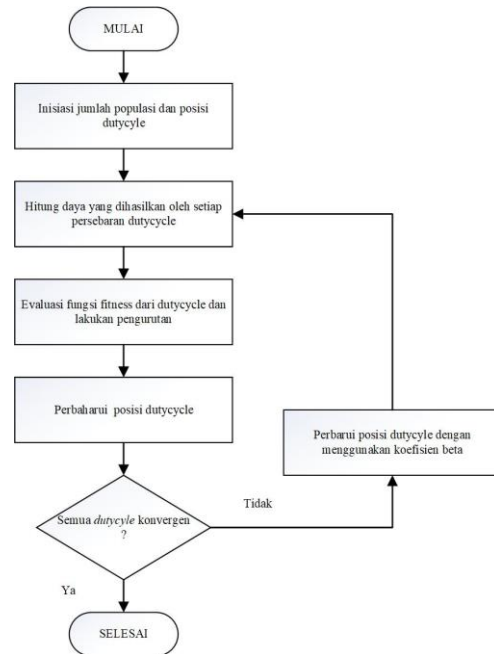 MULAI
Inisiasi jumlah populasi dan posisi
dutycyle
Hitung daya yang dihasilkan oleh setiap
persebaran dutycycle
Evaluasi fungsi fitness dari dutycycle dan
lakukan pengurutan
Perbaharui posisi dutycycle
Perbarui posisi dutycyle dengan
menggunakan koefisien beta
Semua dutycyle konvergen
?
Tidak
Ya
SELESAI